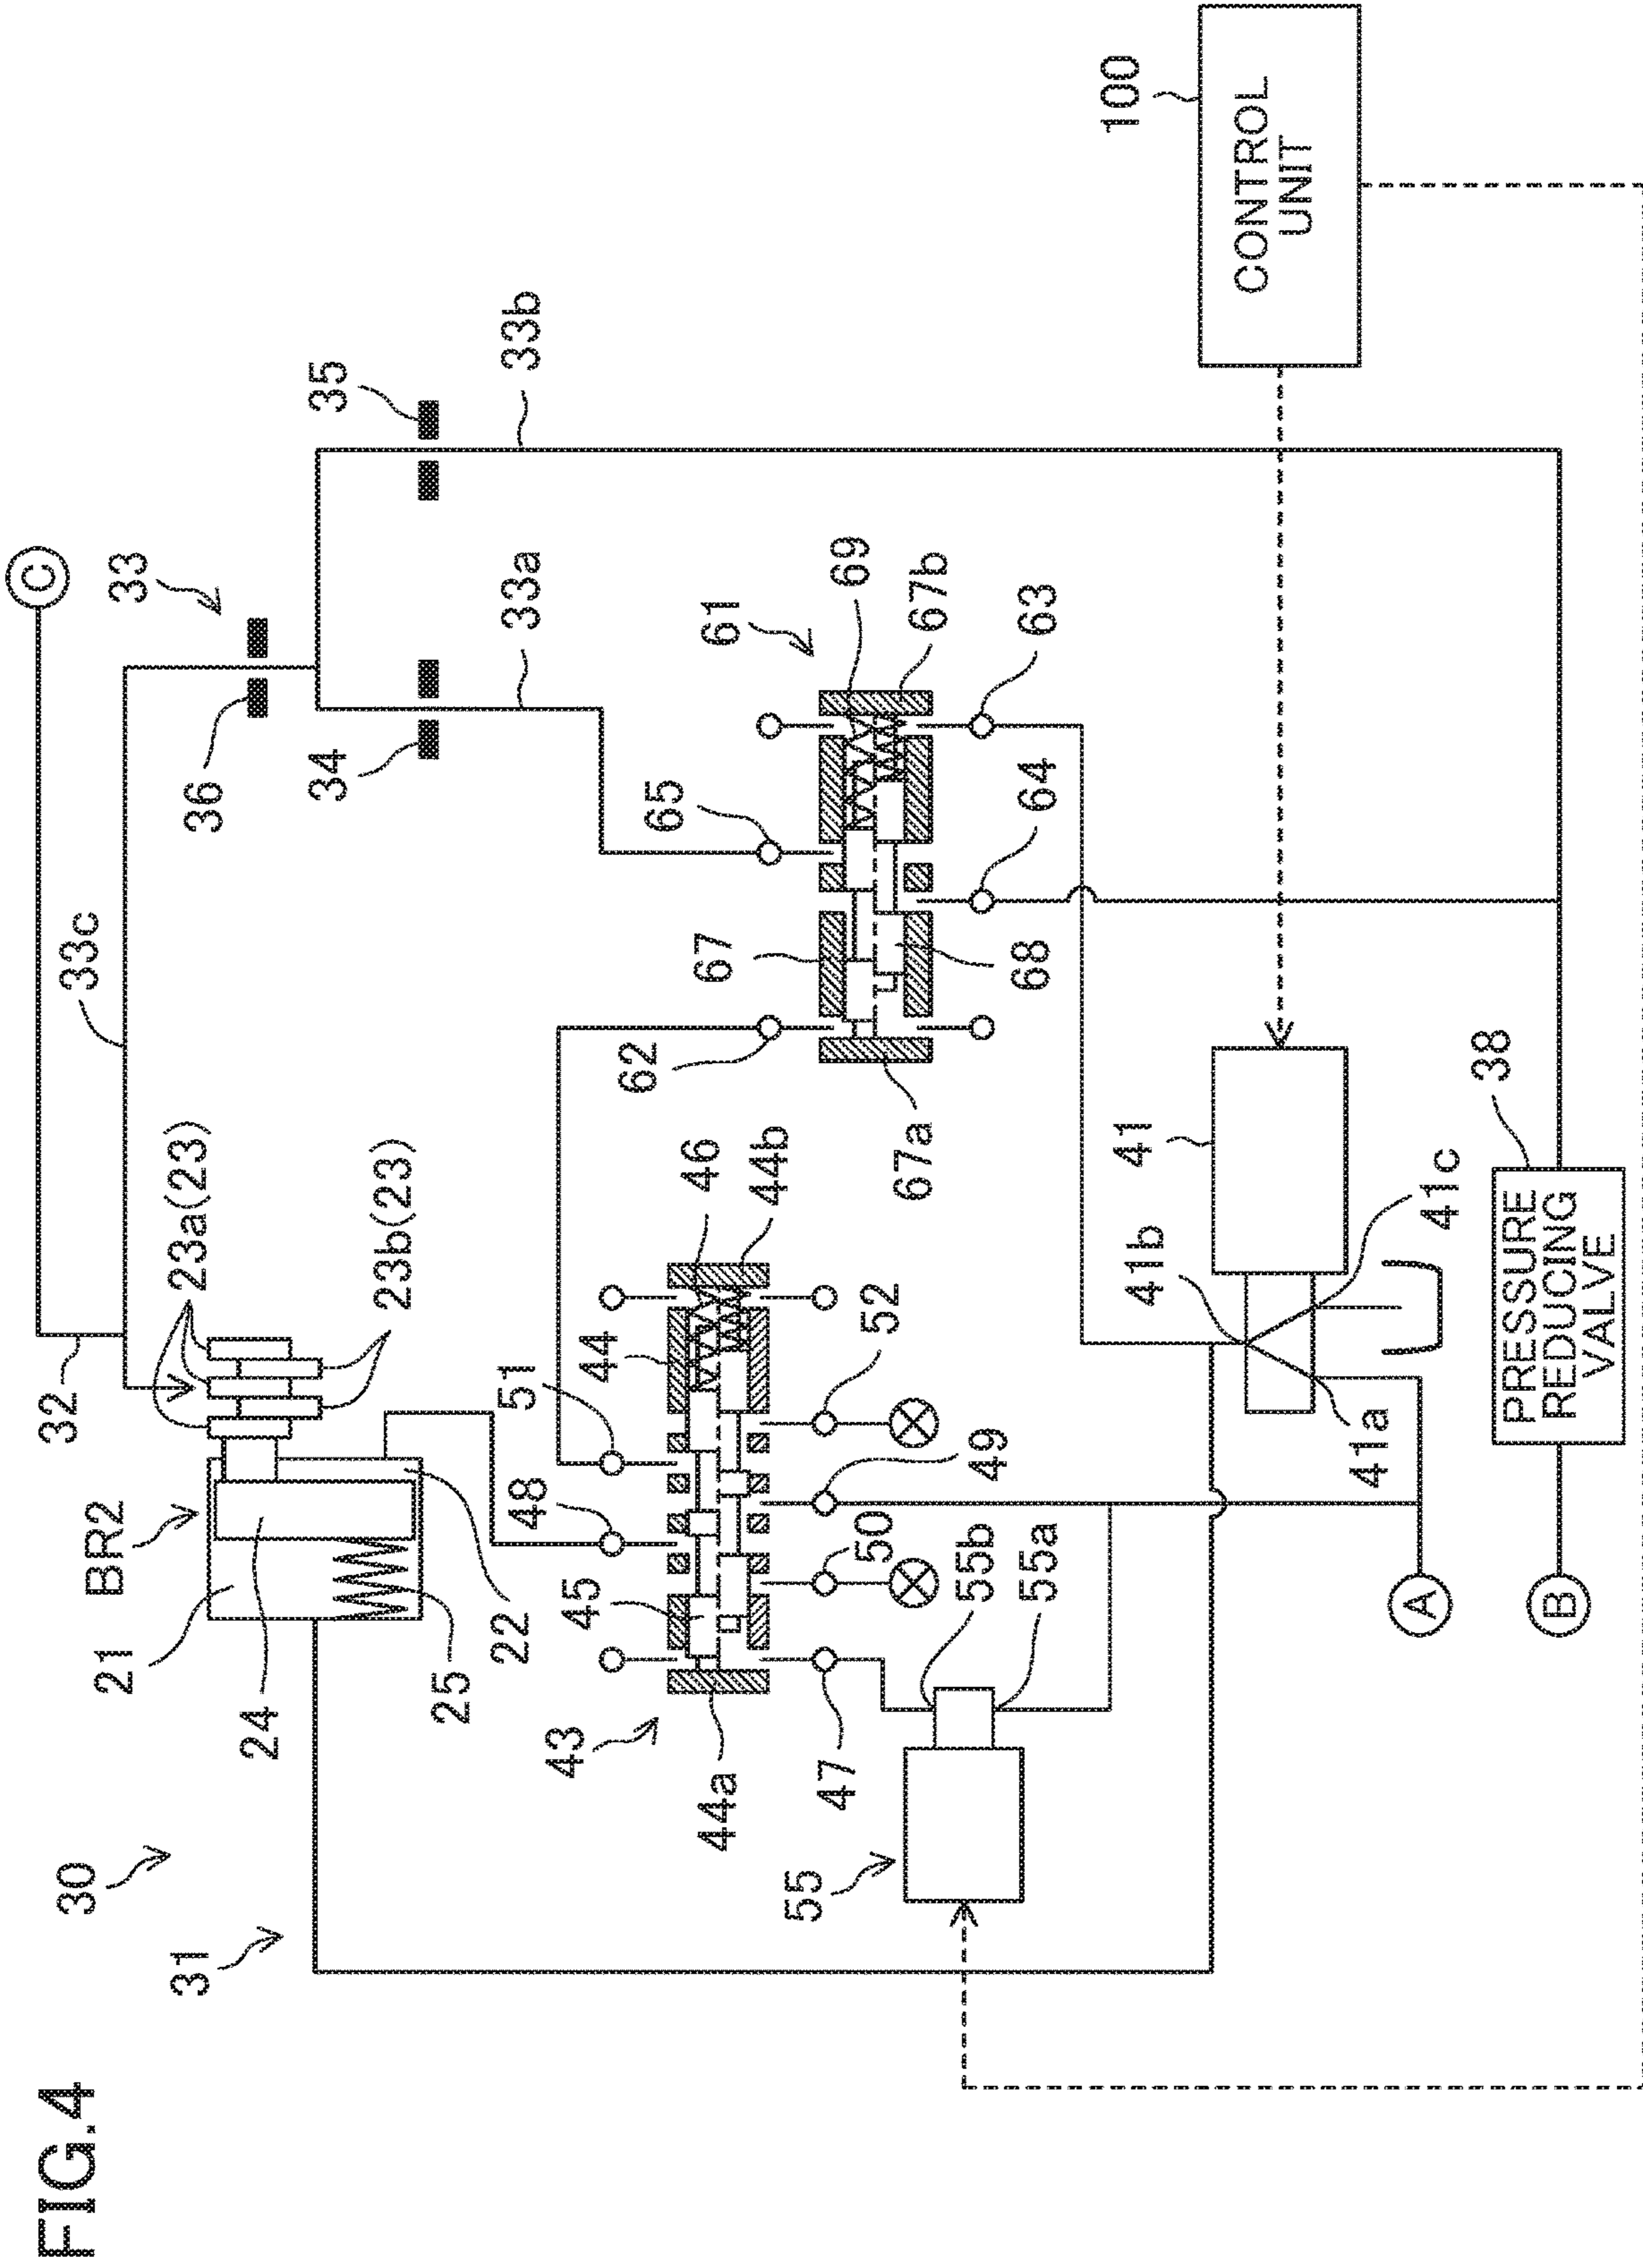 FIG.4
30
31
BR2
21
24
25
22
32
23a(23)
23b(23)
33c
C
33
36
34
35
33a
33b
43
44a
45
48
51
44
46
44b
47
50
49
52
55
55b
55a
61
62
67
65
69
67b
63
64
68
67a
41
41b
41a
41c
38
PRESSURE
REDUCING
VALVE
A
B
100
CONTROL
UNIT